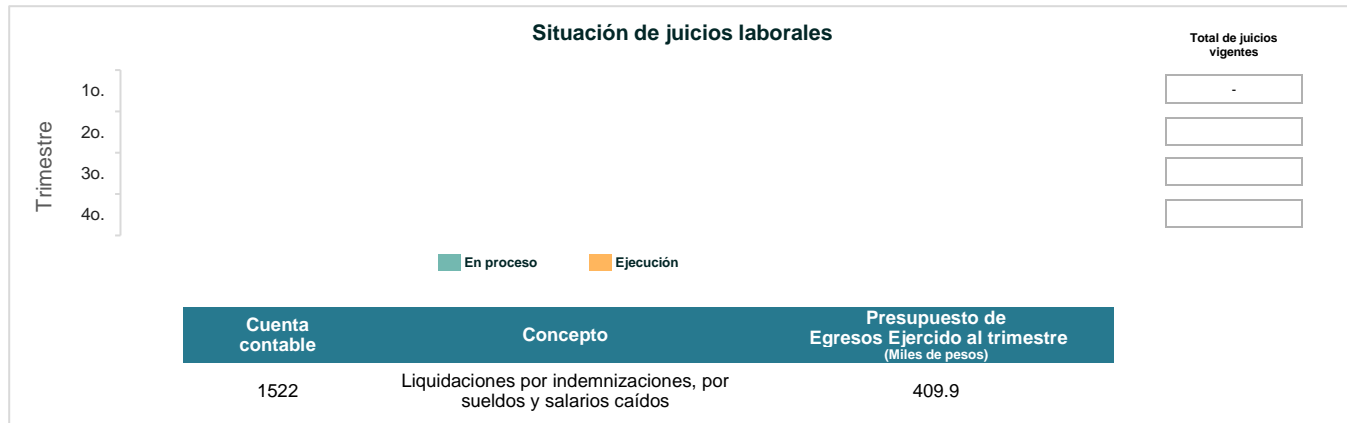 Situación de juicios laborales
Total de juicios
vigentes
Trimestre
1o.
-
2o.
3o.
4o.
En proceso
Ejecución
Cuenta
contable
Concepto
Presupuesto de
Egresos Ejercido al trimestre
(Miles de pesos)
1522
Liquidaciones por indemnizaciones, por
sueldos y salarios caídos
409.9